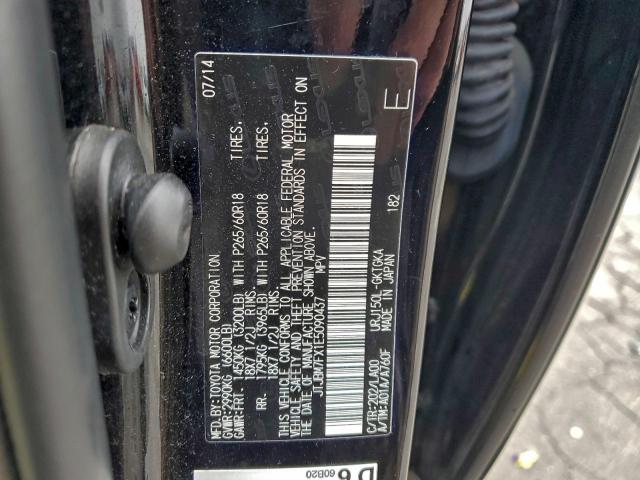 MFD.BY:TOYOTA MOTOR CORPORATION 07/14
GVWR:2990KG (6600LB)
GAWR:FRT. 1450KG (3200LB) WITH P265/60R18 TIRES,
18X7 1/2J RIMS.
RR. 1795KG (3965LB) WITH P265/60R18 TIRES,
18X7 1/2J RIMS.
THIS VEHICLE CONFORMS TO ALL APPLICABLE FEDERAL MOTOR
VEHICLE SAFETY AND THEFT PREVENTION STANDARDS IN EFFECT ON
THE DATE OF MANUFACTURE SHOWN ABOVE.
JTJBM7FX1E5090437 MPV
E
182
C/TR:202/LA00 URJ150L-GKTGKA
A/TM:A01A/A760F MADE IN JAPAN
D 6
60B20